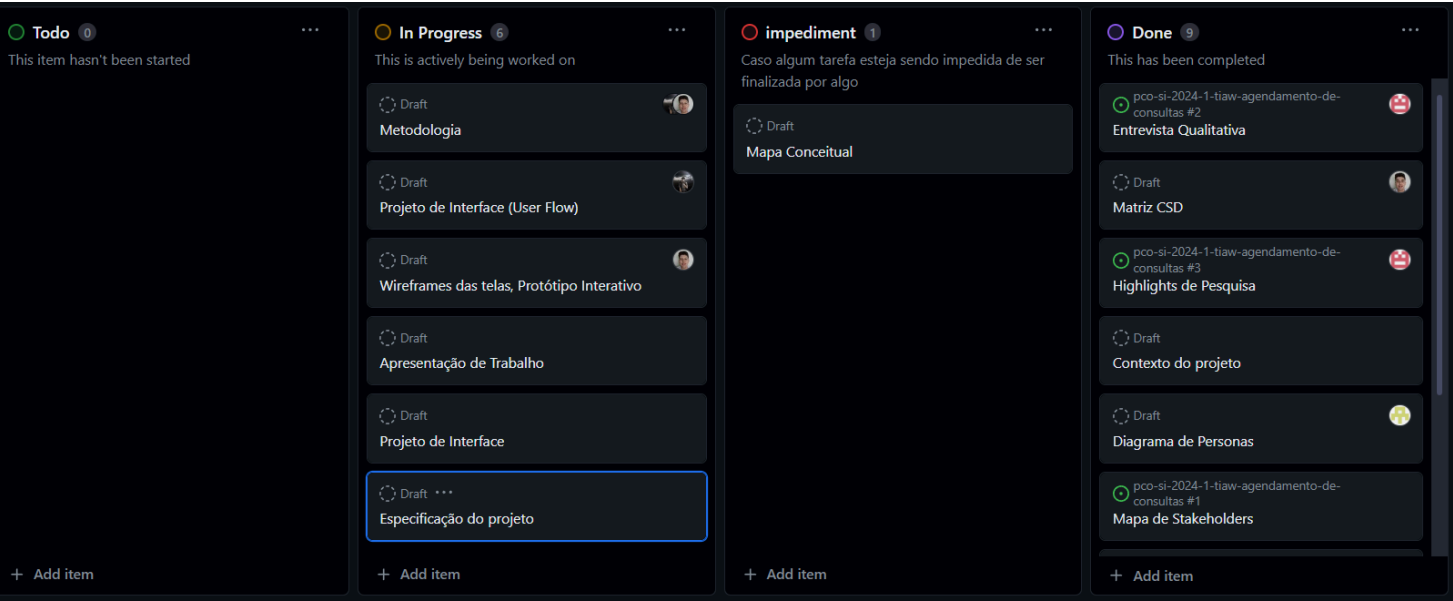 Todo 0
This item hasn't been started
Add item
In Progress 6
This is actively being worked on
Draft
Metodologia
Draft
Projeto de Interface (User Flow)
Draft
Wireframes das telas, Protótipo Interativo
Draft
Apresentação de Trabalho
Draft
Projeto de Interface
Draft
Especificação do projeto
Add item
impediment 1
Caso algum tarefa esteja sendo impedida de ser
finalizada por algo
Draft
Mapa Conceitual
Add item
Done 9
This has been completed
pco-si-2024-1-tiaw-agendamento-de-
consultas #2
Entrevista Qualitativa
Draft
Matriz CSD
pco-si-2024-1-tiaw-agendamento-de-
consultas #3
Highlights de Pesquisa
Draft
Contexto do projeto
Draft
Diagrama de Personas
pco-si-2024-1-tiaw-agendamento-de-
consultas #1
Mapa de Stakeholders
Add item